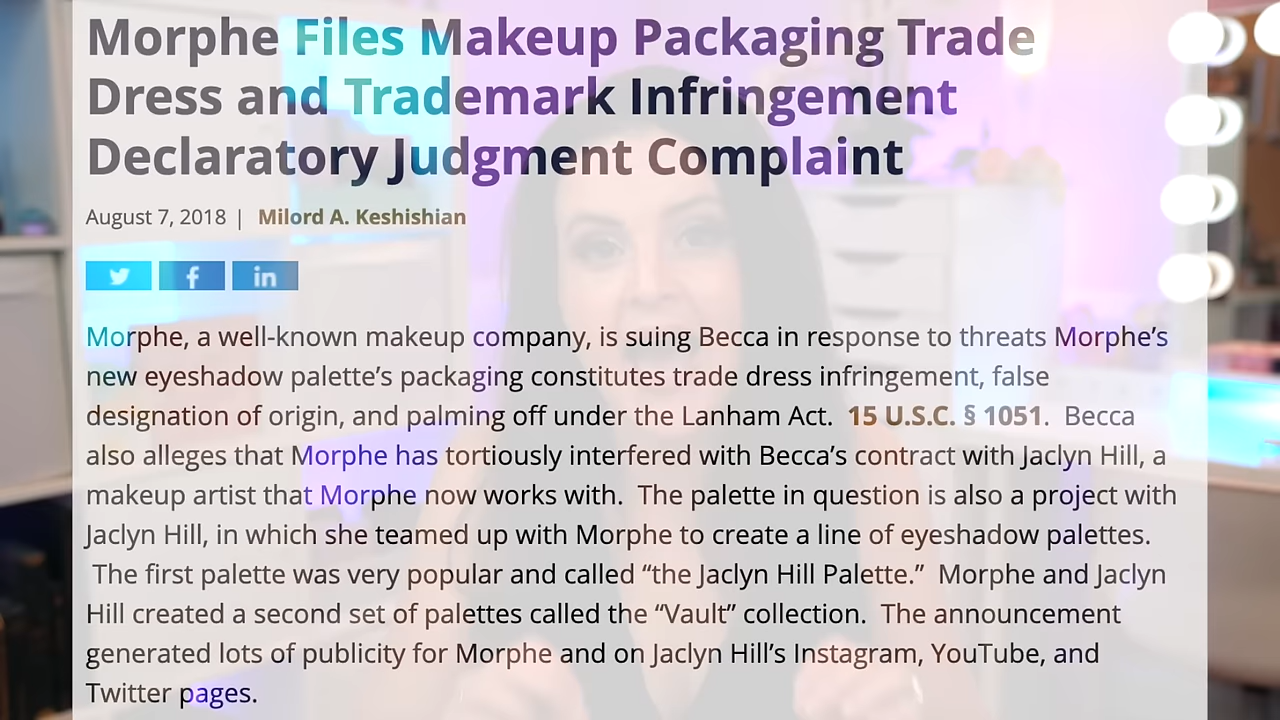 Morphe Files Makeup Packaging Trade
Dress and Trademark Infringement
Declaratory Judgment Complaint
August 7, 2018 | Milord A. Keshishian
Morphe, a well-known makeup company, is suing Becca in response to threats Morphe’s
new eyeshadow palette’s packaging constitutes trade dress infringement, false
designation of origin, and palming off under the Lanham Act.  15 U.S.C. § 1051.  Becca
also alleges that Morphe has tortiously interfered with Becca’s contract with Jaclyn Hill, a
makeup artist that Morphe now works with.  The palette in question is also a project with
Jaclyn Hill, in which she teamed up with Morphe to create a line of eyeshadow palettes.
The first palette was very popular and called “the Jaclyn Hill Palette.”  Morphe and Jaclyn
Hill created a second set of palettes called the “Vault” collection.  The announcement
generated lots of publicity for Morphe and on Jaclyn Hill’s Instagram, YouTube, and
Twitter pages.